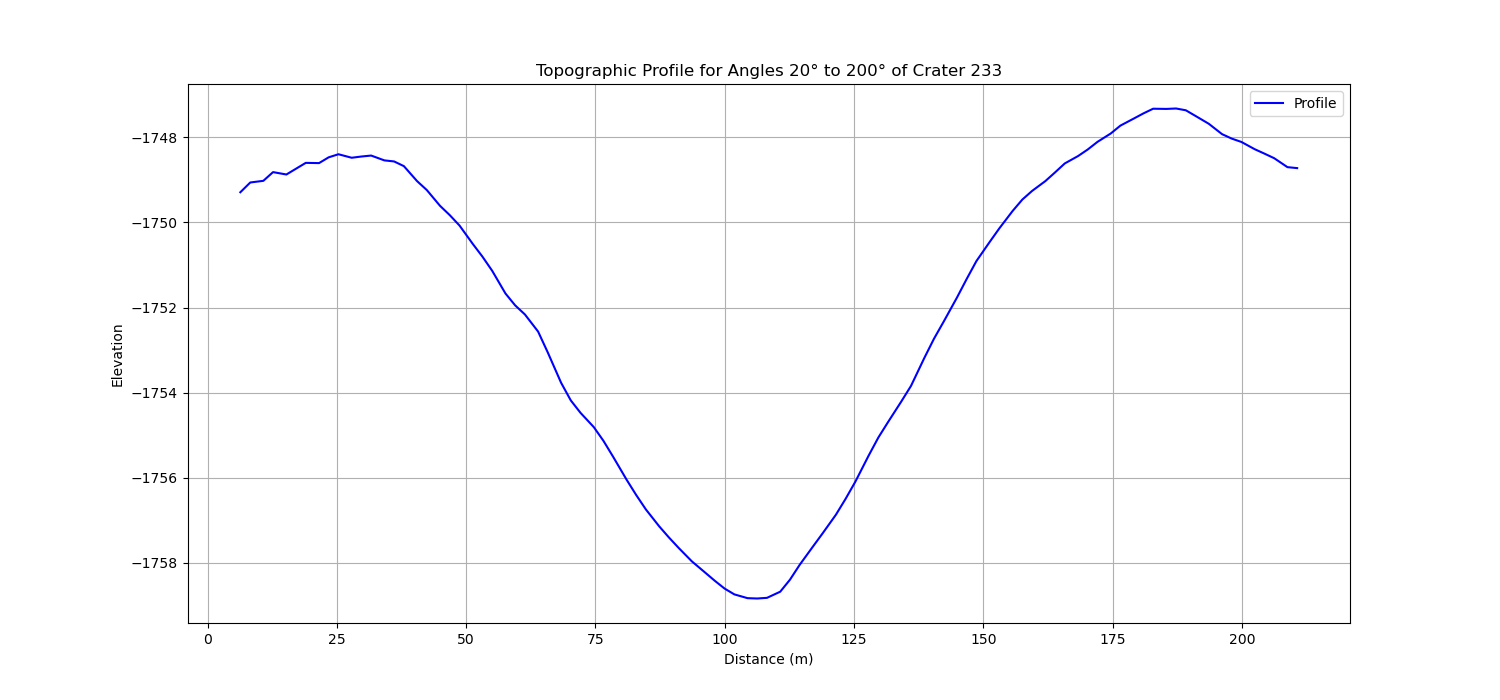 Topographic Profile for Angles 20° to 200° of Crater 233
Profile
−1748
−1750
−1752
−1754
−1756
−1758
Elevation
0 25 50 75 100 125 150 175 200
Distance (m)